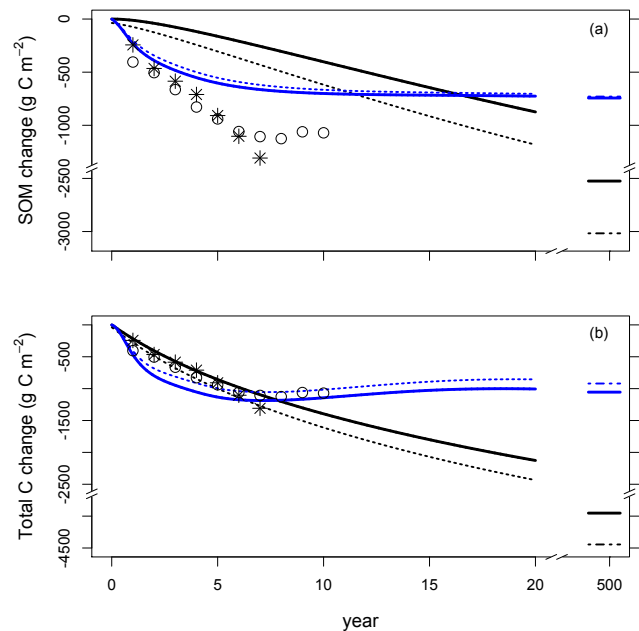 (a)
SOM change (g C m⁻²)
0
-500
-1000
-2500
-3000
(b)
Total C change (g C m⁻²)
-500
-1500
-2500
-4500
0 5 10 15 20 500
year